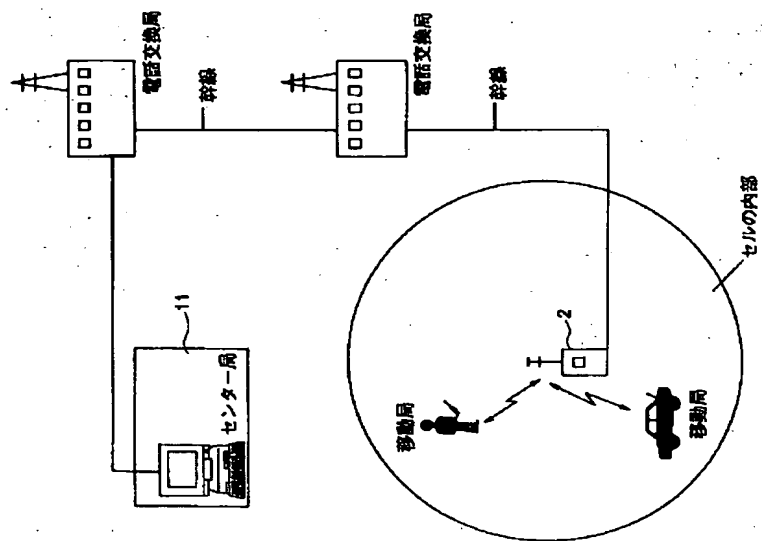 電話交換局
幹線
電話交換局
幹線
11
センター局
2
移動局
移動局
セルの内部